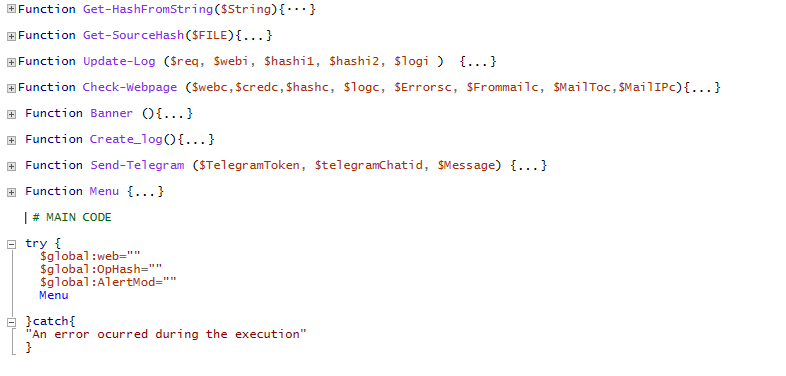 Function Get-HashFromString($String){···}
Function Get-SourceHash($FILE){...}
Function Update-Log ($req, $webi, $hashi1, $hashi2, $logi )  {...}
Function Check-Webpage ($webc,$credc,$hashc, $logc, $Errorsc, $Frommailc, $MailToc,$MailIPc){...}
Function Banner (){...}
Function Create_log(){...}
Function Send-Telegram ($TelegramToken, $telegramChatid, $Message) {...}
Function Menu {...}
# MAIN CODE
try {
$global:web=""
$global:OpHash=""
$global:AlertMod=""
Menu
}catch{
"An error ocurred during the execution"
}